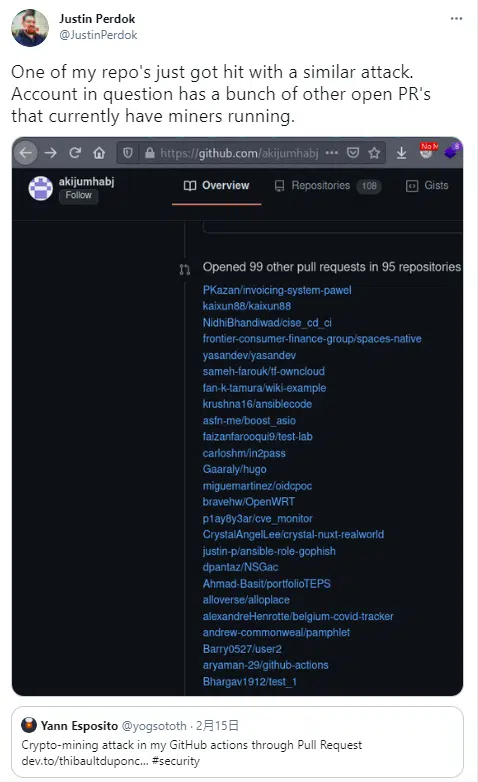 Justin Perdok
@JustinPerdok
One of my repo's just got hit with a similar attack.
Account in question has a bunch of other open PR's
that currently have miners running.
https://github.com/akijumhabj
No M
8
akijumhabj
Follow
Overview
Repositories 108
Gists
Opened 99 other pull requests in 95 repositories
PKazan/invoicing-system-pawel
kaixun88/kaixun88
NidhiBhandiwad/cise_cd_ci
frontier-consumer-finance-group/spaces-native
yasandev/yasandev
sameh-farouk/tf-owncloud
fan-k-tamura/wiki-example
krushna16/ansiblecode
asfn-me/boost_asio
faizanfarooqui9/test-lab
carloshm/in2pass
Gaaraly/hugo
miguemartinez/oidcpoc
bravehw/OpenWRT
p1ay8y3ar/cve_monitor
CrystalAngelLee/crystal-nuxt-realworld
justin-p/ansible-role-gophish
dpantaz/NSGac
Ahmad-Basit/portfolioTEPS
alloverse/alloplace
alexandreHenrotte/belgium-covid-tracker
andrew-commonweal/pamphlet
Barry0527/user2
aryaman-29/github-actions
Bhargav1912/test_1
Yann Esposito @yogsototh · 2月15日
Crypto-mining attack in my GitHub actions through Pull Request
dev.to/thibaultduponc... #security